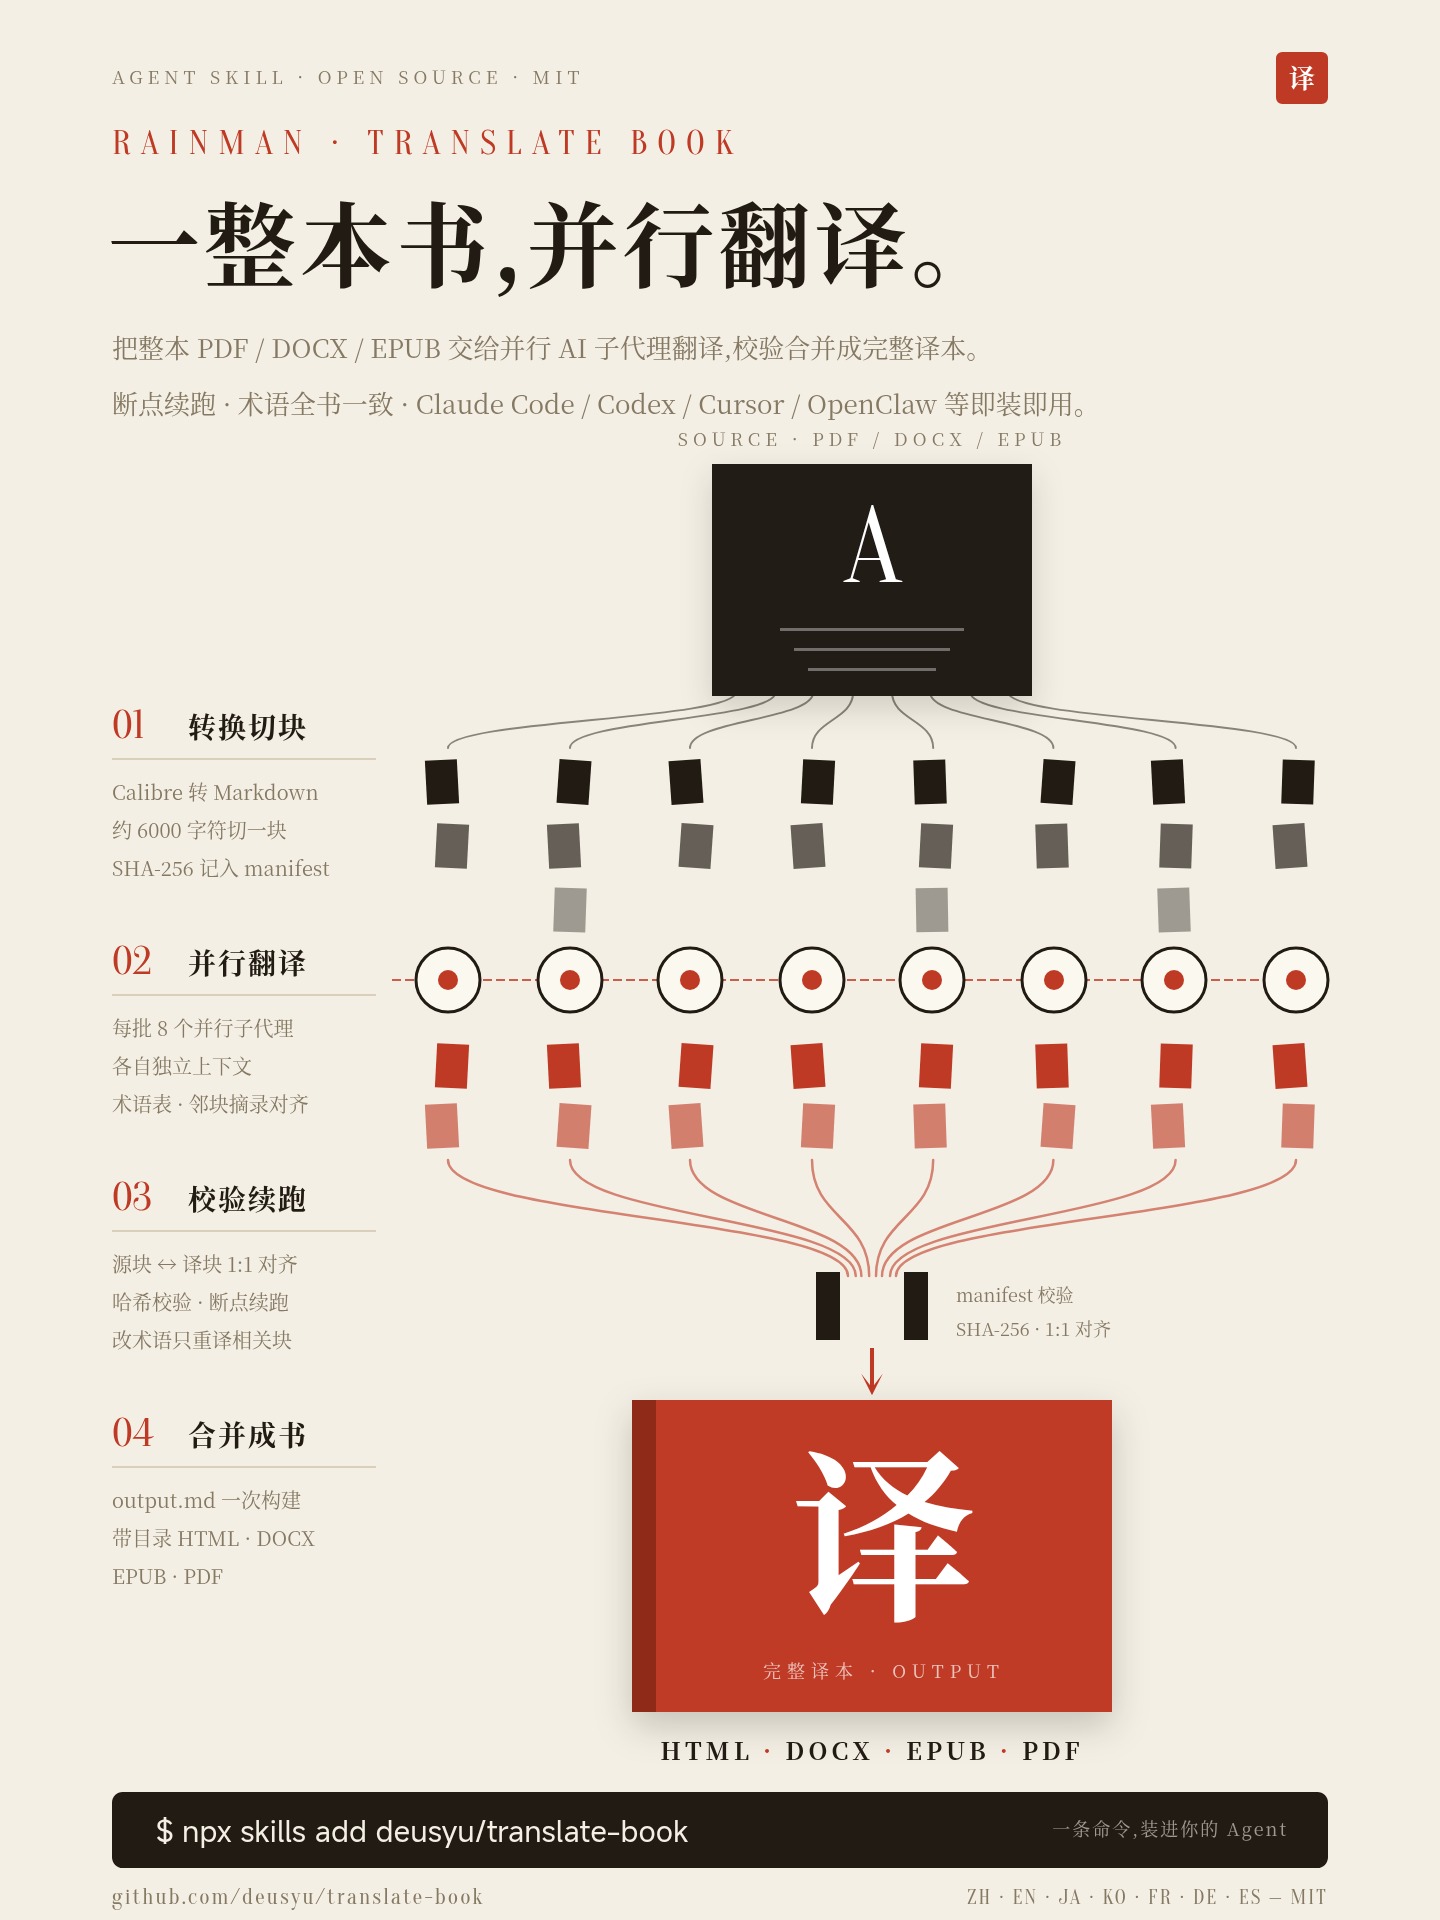 AGENT SKILL · OPEN SOURCE · MIT
译
RAINMAN · TRANSLATE BOOK
一整本书,并行翻译。
把整本 PDF / DOCX / EPUB 交给并行 AI 子代理翻译,校验合并成完整译本。
断点续跑 · 术语全书一致 · Claude Code / Codex / Cursor / OpenClaw 等即装即用。
SOURCE · PDF / DOCX / EPUB
A
01 转换切块
Calibre 转 Markdown
约 6000 字符切一块
SHA-256 记入 manifest
02 并行翻译
每批 8 个并行子代理
各自独立上下文
术语表 · 邻块摘录对齐
03 校验续跑
源块 ↔ 译块 1:1 对齐
哈希校验 · 断点续跑
改术语只重译相关块
manifest 校验
SHA-256 · 1:1 对齐
04 合并成书
output.md 一次构建
带目录 HTML · DOCX
EPUB · PDF
译
完整译本 · OUTPUT
HTML · DOCX · EPUB · PDF
$ npx skills add deusyu/translate-book
一条命令,装进你的 Agent
github.com/deusyu/translate-book
ZH · EN · JA · KO · FR · DE · ES — MIT